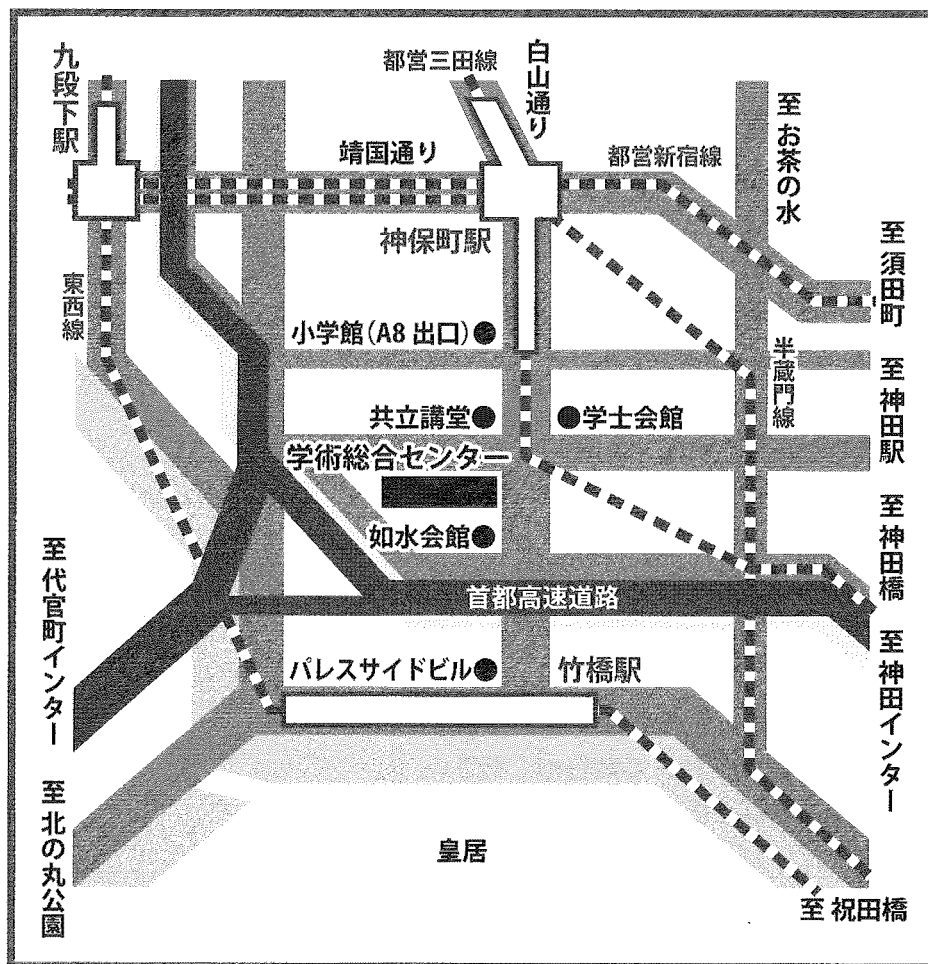 九段下駅
都営三田線
白山通り
靖国通り
都営新宿線
至 お茶の水
神保町駅
至 須田町
東西線
小学館(A8 出口)
半蔵門線
至 神田駅
共立講堂
学士会館
学術総合センター
至 神田橋
如水会館
至 代官町インター
首都高速道路
至 神田インター
パレスサイドビル
竹橋駅
至 北の丸公園
皇居
至 祝田橋